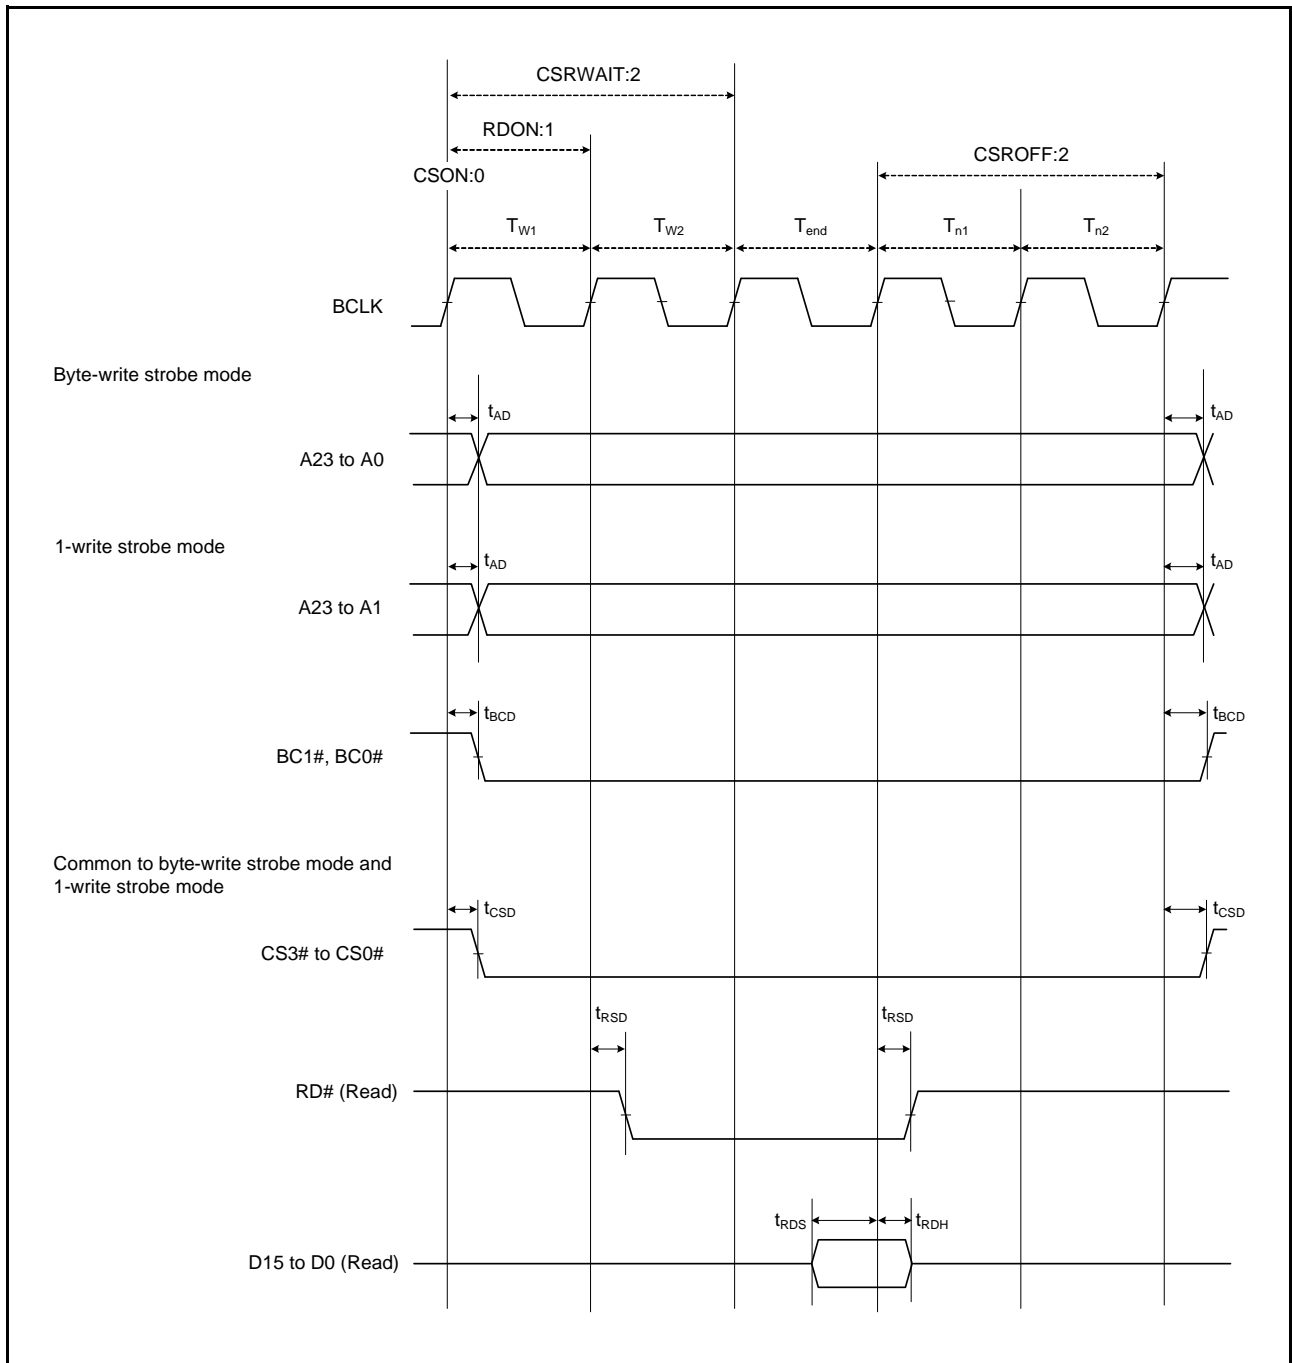 CSRWAIT:2
RDON:1
CSROFF:2
CSON:0
TW1 TW2 Tend Tn1 Tn2
BCLK
Byte-write strobe mode
tAD tAD
A23 to A0
1-write strobe mode
tAD tAD
A23 to A1
tBCD tBCD
BC1#, BC0#
Common to byte-write strobe mode and
1-write strobe mode
tCSD tCSD
CS3# to CS0#
tRSD tRSD
RD# (Read)
tRDS tRDH
D15 to D0 (Read)